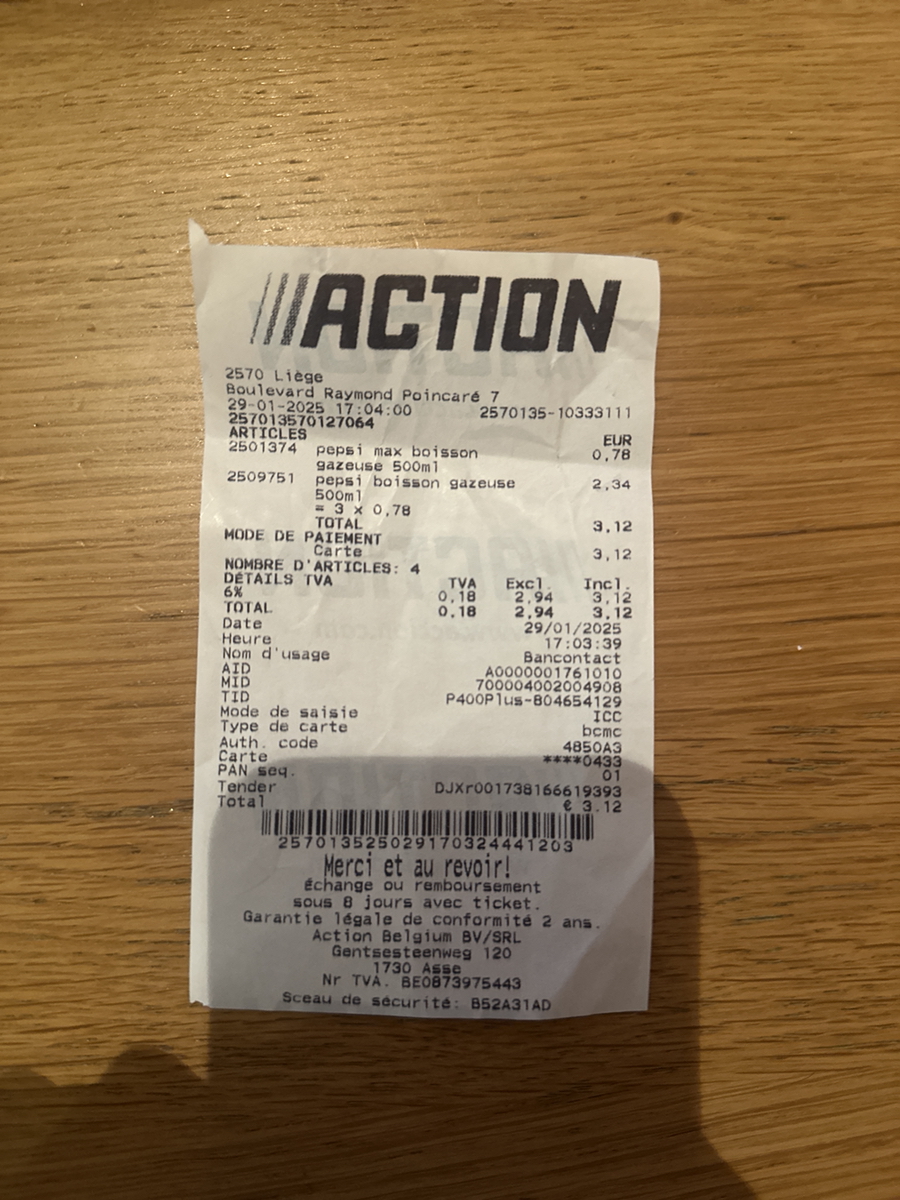 ACTION
2570 Liège
Boulevard Raymond Poincaré 7
29-01-2025 17:04:00 2570135-10333111
257013570127064
ARTICLES EUR
2501374 pepsi max boisson 0,78
gazeuse 500ml
2509751 pepsi boisson gazeuse 2,34
500ml
= 3 x 0,78
TOTAL 3,12
MODE DE PAIEMENT
Carte 3,12
NOMBRE D'ARTICLES: 4
DÉTAILS TVA TVA Excl. Incl.
6% 0,18 2,94 3,12
TOTAL 0,18 2,94 3,12
Date 29/01/2025
Heure 17:03:39
Nom d'usage Bancontact
AID A0000001761010
MID 700004002004908
TID P400Plus-804654129
Mode de saisie ICC
Type de carte bcmc
Auth. code 4850A3
Carte ****0433
PAN seq. 01
Tender DJXr001738166619393
Total € 3.12
257013525029170324441203
Merci et au revoir!
Échange ou remboursement
sous 8 jours avec ticket.
Garantie légale de conformité 2 ans.
Action Belgium BV/SRL
Gentsesteenweg 120
1730 Asse
Nr TVA. BE0873975443
Sceau de sécurité: B52A31AD